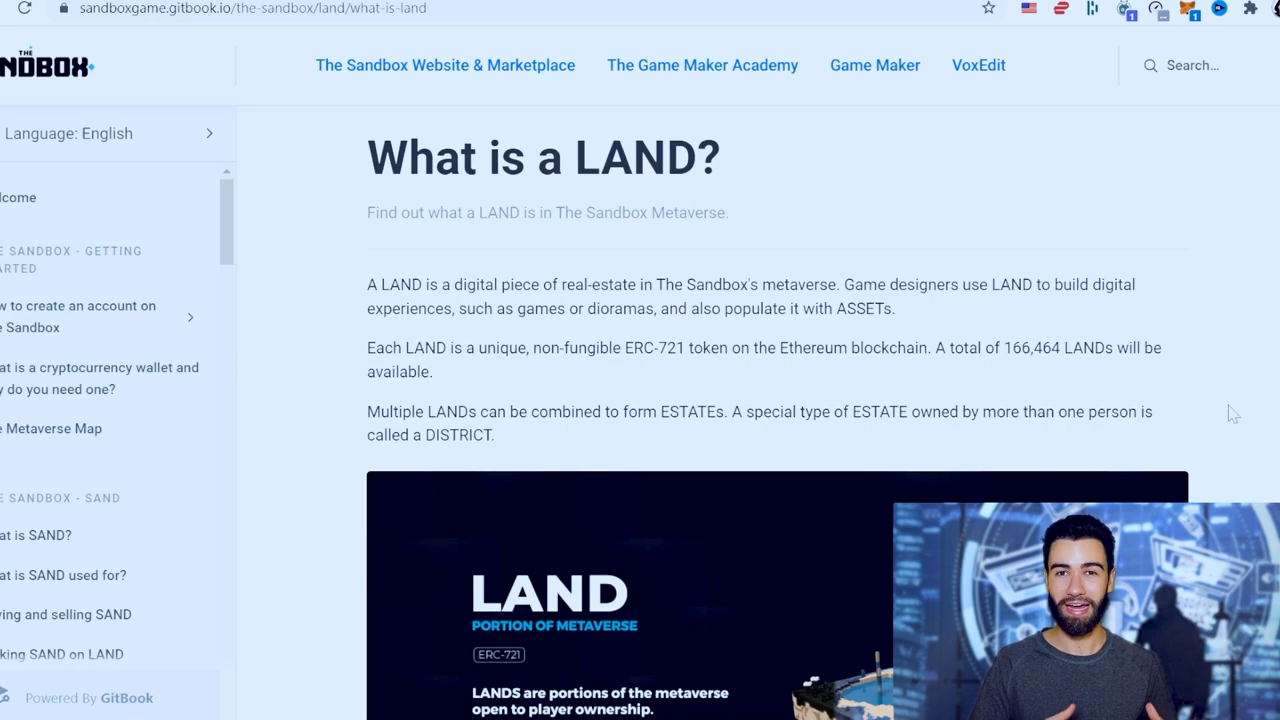 sandboxgame.gitbook.io/the-sandbox/land/what-is-land
1
1
THE
NDBOX
The Sandbox Website & Marketplace
The Game Maker Academy
Game Maker
VoxEdit
Search...
Language: English
lcome
E SANDBOX - GETTING
ARTED
w to create an account on
e Sandbox
at is a cryptocurrency wallet and
y do you need one?
e Metaverse Map
E SANDBOX - SAND
at is SAND?
at is SAND used for?
ying and selling SAND
king SAND on LAND
Powered By GitBook
What is a LAND?
Find out what a LAND is in The Sandbox Metaverse.
A LAND is a digital piece of real-estate in The Sandbox's metaverse. Game designers use LAND to build digital
experiences, such as games or dioramas, and also populate it with ASSETs.
Each LAND is a unique, non-fungible ERC-721 token on the Ethereum blockchain. A total of 166,464 LANDs will be
available.
Multiple LANDs can be combined to form ESTATEs. A special type of ESTATE owned by more than one person is
called a DISTRICT.
LAND
PORTION OF METAVERSE
ERC-721
LANDS are portions of the metaverse
open to player ownership.